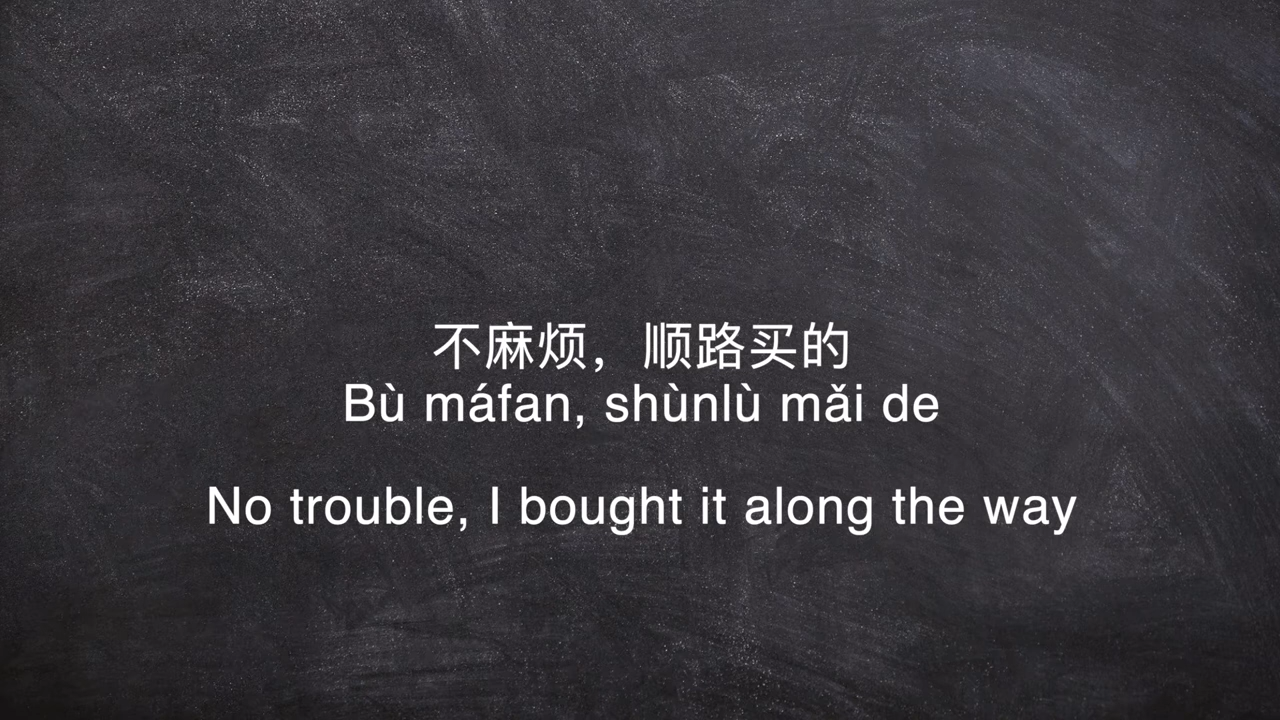 不麻烦，顺路买的
Bù máfan, shùnlù mǎi de
No trouble, I bought it along the way